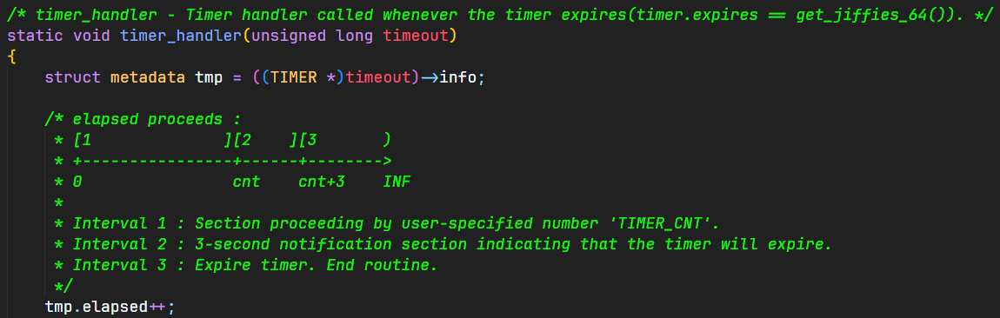 /* timer_handler - Timer handler called whenever the timer expires(timer.expires == get_jiffies_64()). */
static void timer_handler(unsigned long timeout)
{
    struct metadata tmp = ((TIMER *)timeout)->info;

    /* elapsed proceeds :
     * [1              ][2    ][3       )
     * +----------------+------+-------->
     * 0                cnt    cnt+3    INF
     *
     * Interval 1 : Section proceeding by user-specified number 'TIMER_CNT'.
     * Interval 2 : 3-second notification section indicating that the timer will expire.
     * Interval 3 : Expire timer. End routine.
     */
    tmp.elapsed++;